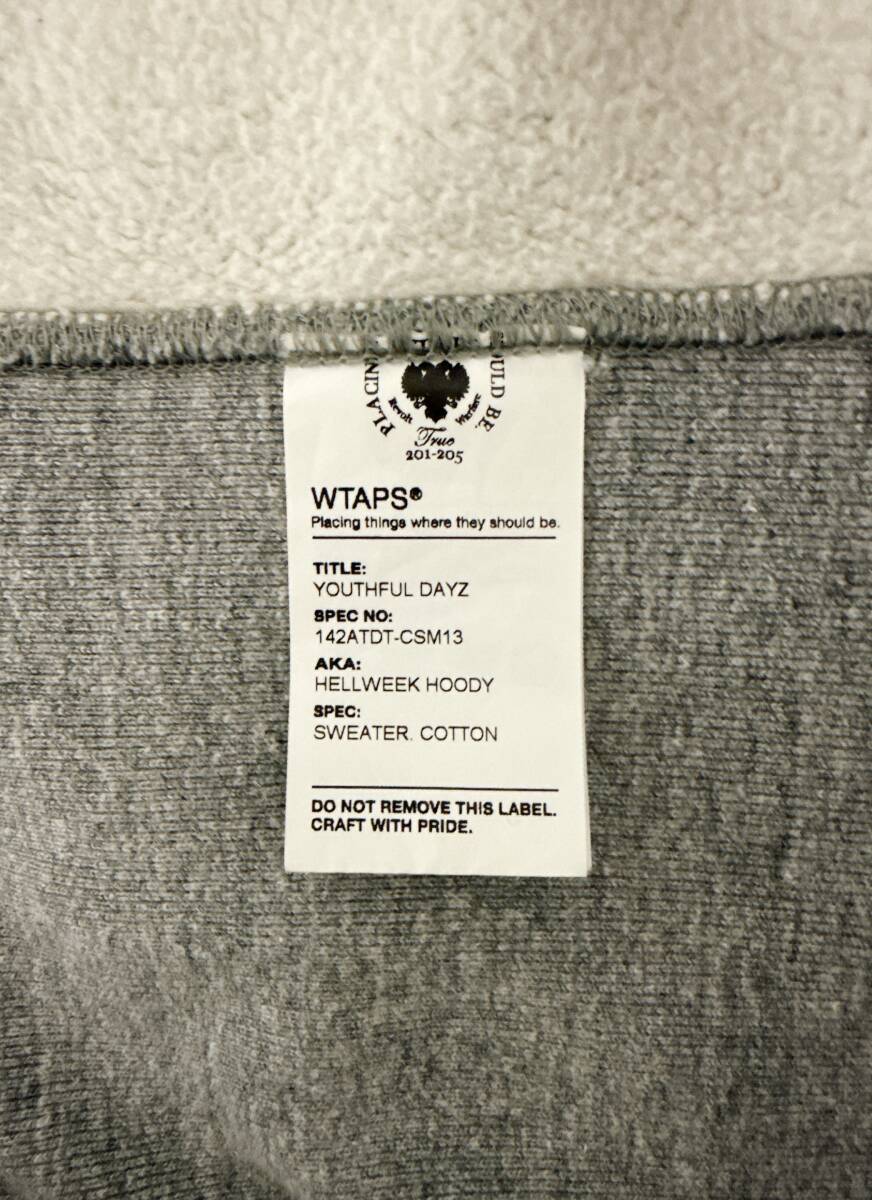 PLACIN
OULD BE.
Revolt Warfare
True
201-205
WTAPS®
Placing things where they should be.
TITLE:
YOUTHFUL DAYZ
SPEC NO:
142ATDT-CSM13
AKA:
HELLWEEK HOODY
SPEC:
SWEATER. COTTON
DO NOT REMOVE THIS LABEL.
CRAFT WITH PRIDE.